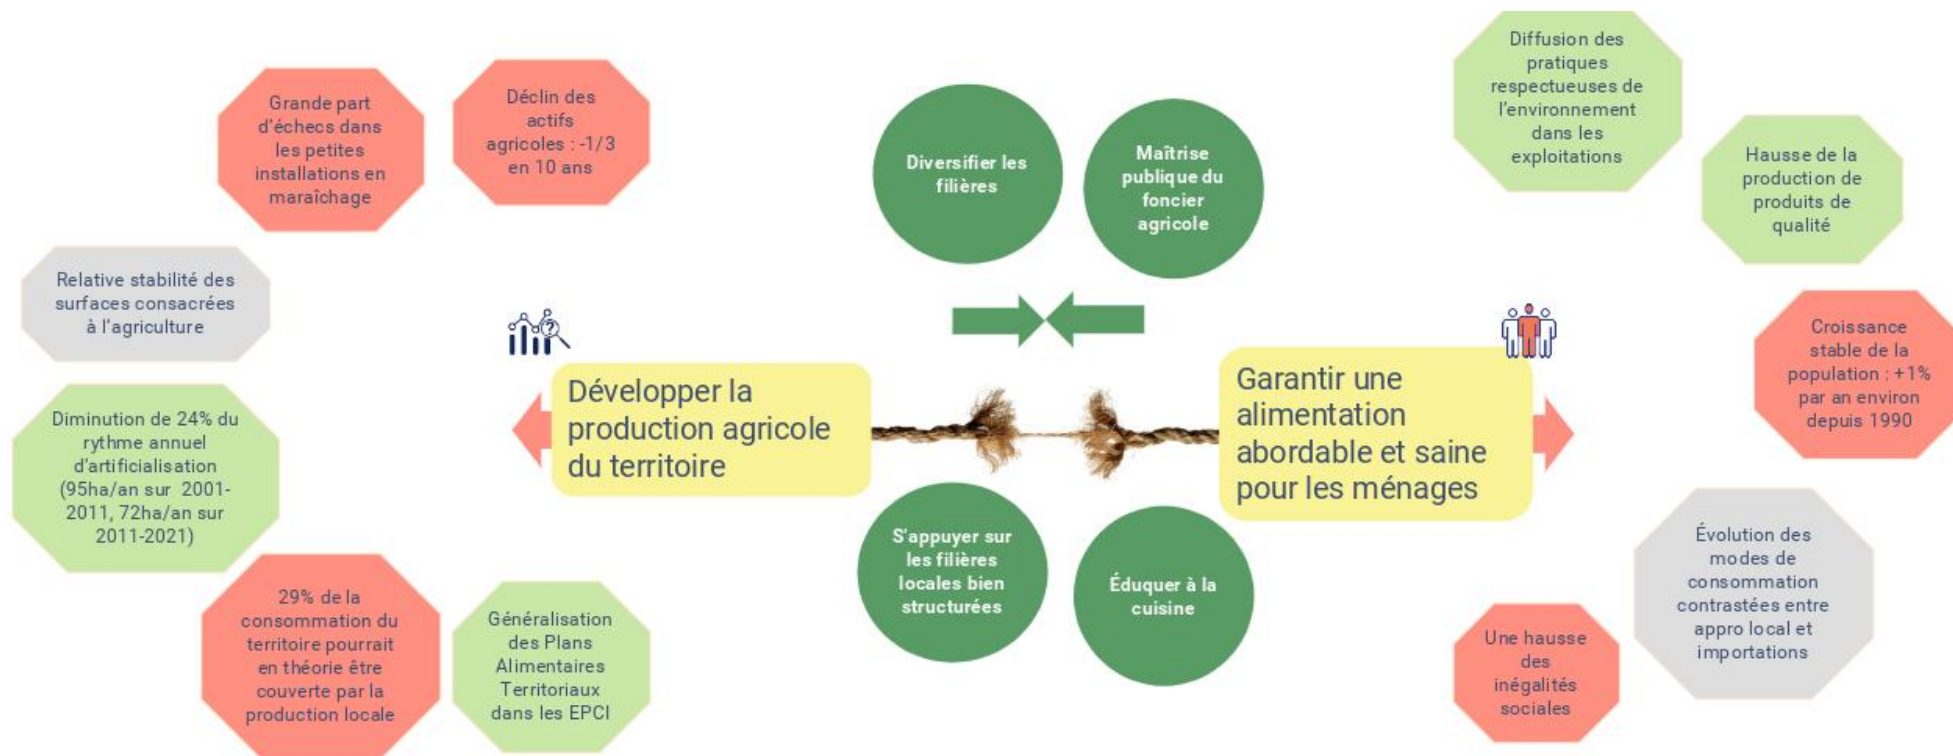 Grande part
d'échecs dans
les petites
installations en
maraîchage
Déclin des
actifs
agricoles : -1/3
en 10 ans
Relative stabilité des
surfaces consacrées
à l'agriculture
Diminution de 24% du
rythme annuel
d'artificialisation
(95ha/an sur 2001-
2011, 72ha/an sur
2011-2021)
29% de la
consommation du
territoire pourrait
en théorie être
couverte par la
production locale
Généralisation
des Plans
Alimentaires
Territoriaux
dans les EPCI
Développer la
production agricole
du territoire
Diversifier les
filières
Maîtrise
publique du
foncier
agricole
S'appuyer sur
les filières
locales bien
structurées
Éduquer à la
cuisine
Garantir une
alimentation
abordable et saine
pour les ménages
Diffusion des
pratiques
respectueuses de
l'environnement
dans les
exploitations
Hausse de la
production de
produits de
qualité
Croissance
stable de la
population : +1%
par an environ
depuis 1990
Évolution des
modes de
consommation
contrastées entre
appro local et
importations
Une hausse
des
inégalités
sociales